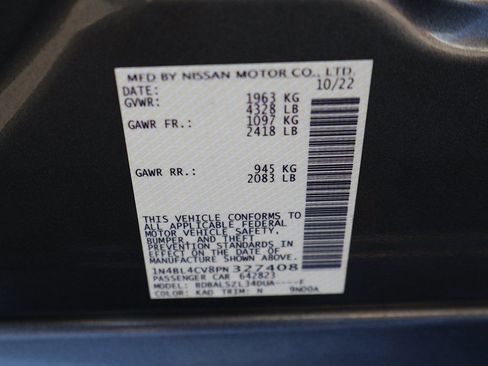 MFD BY NISSAN MOTOR CO., LTD.
DATE: 10/22
GVWR: 1963 KG
4328 LB
GAWR FR.: 1097 KG
2418 LB
GAWR RR.: 945 KG
2083 LB
THIS VEHICLE CONFORMS TO
ALL APPLICABLE FEDERAL
MOTOR VEHICLE SAFETY,
BUMPER, AND THEFT
PREVENTION STANDARDS IN
EFFECT ON THE DATE OF
MANUFACTURE SHOWN ABOVE.
1N4BL4CV8PN327408
PASSENGER CAR 642823
MODEL: BDBALSZL34DUA----F
COLOR: KAD TRIM: N 9N00A